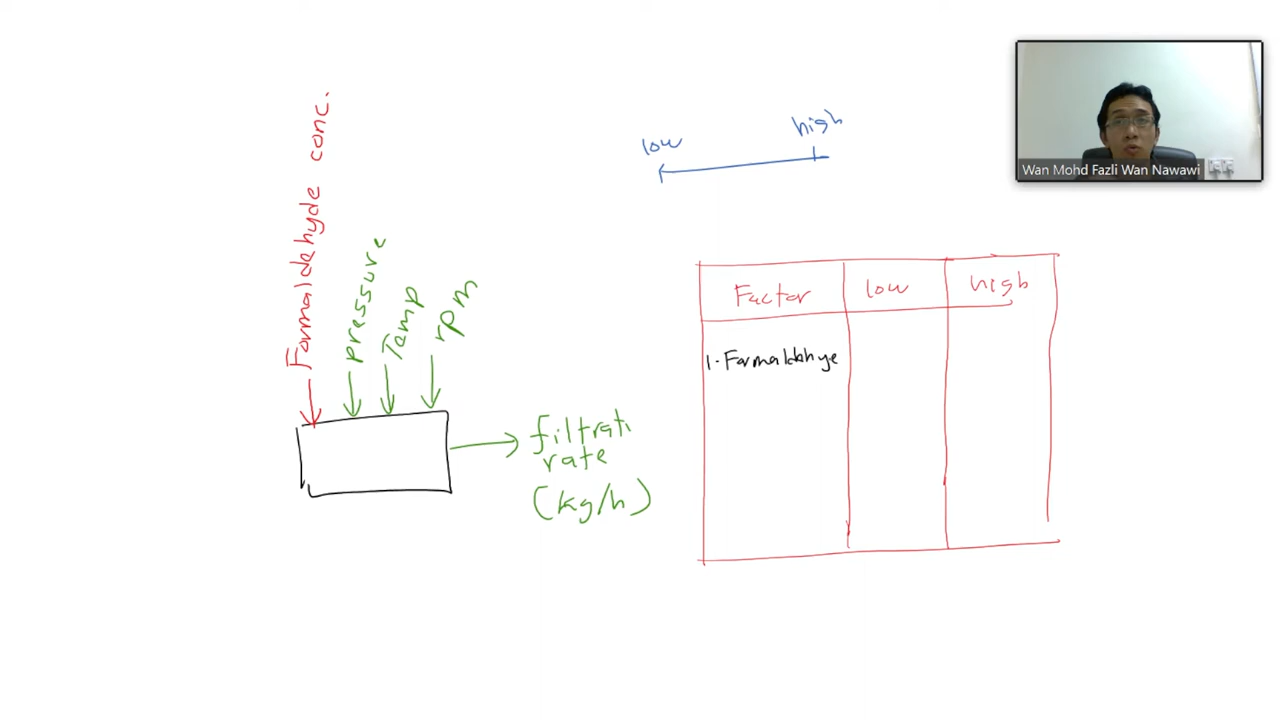 Formaldehyde conc.
pressure
Temp
rpm
filtrati
rate
(kg/h)
low
high
Factor low high
1. Formaldehye
Wan Mohd Fazli Wan Nawawi